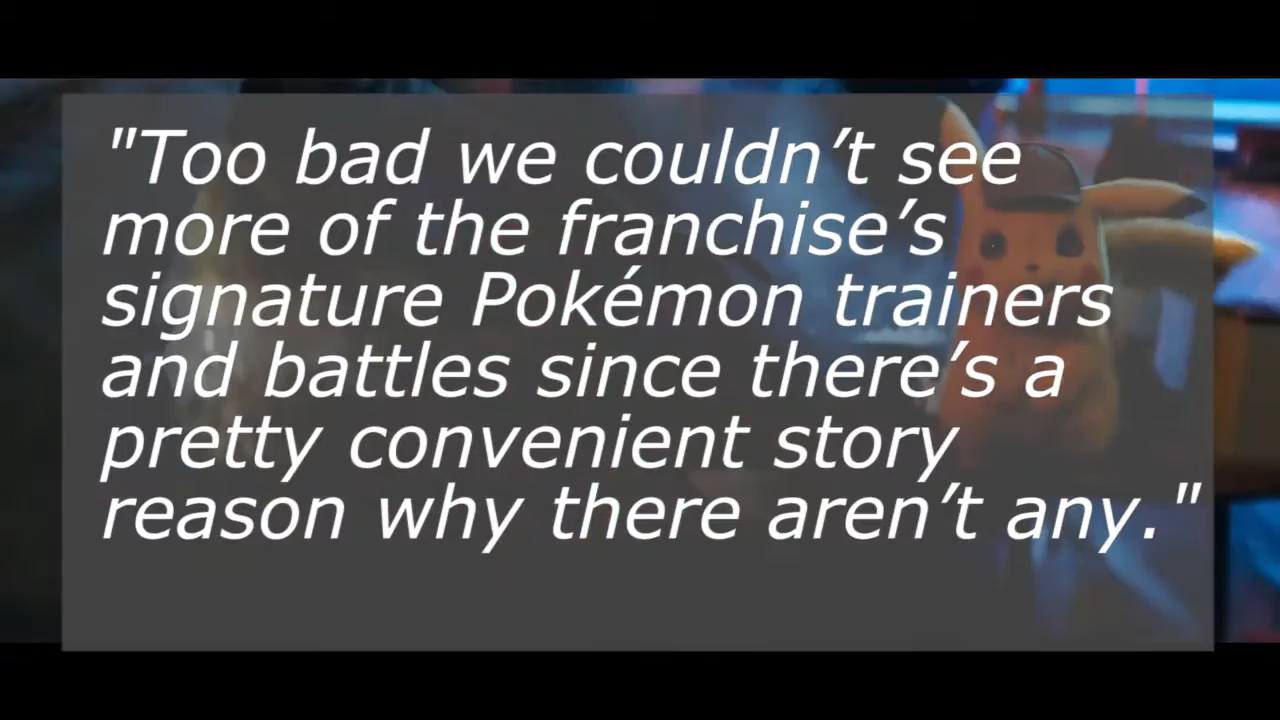 "Too bad we couldn’t see
more of the franchise’s
signature Pokémon trainers
and battles since there’s a
pretty convenient story
reason why there aren’t any."